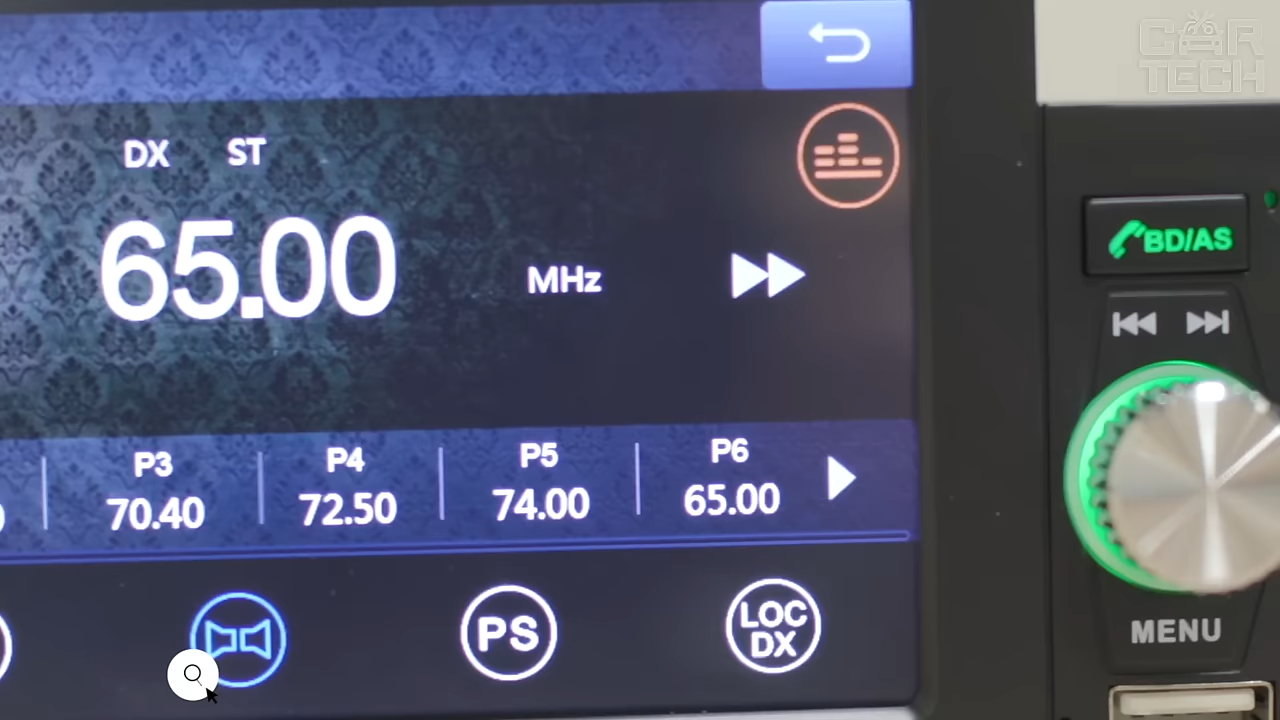 CAR
TECH
DX ST
65.00 MHz
BD/AS
P3 P4 P5 P6
70.40 72.50 74.00 65.00
PS
LOC
DX
MENU